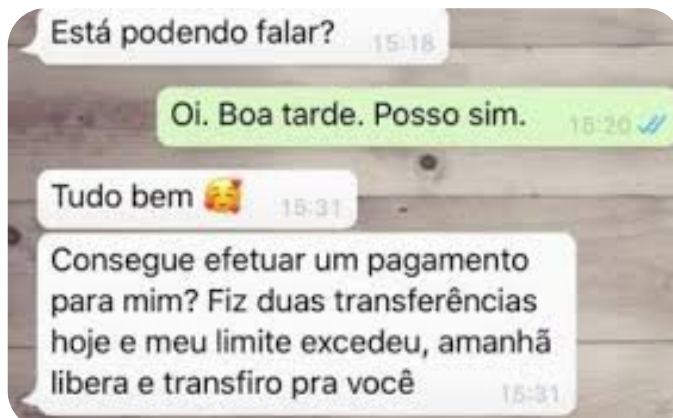 Está podendo falar?
15:18
Oi. Boa tarde. Posso sim.
15:20
Tudo bem 🥰
15:31
Consegue efetuar um pagamento
para mim? Fiz duas transferências
hoje e meu limite excedeu, amanhã
libera e transfiro pra você
15:31